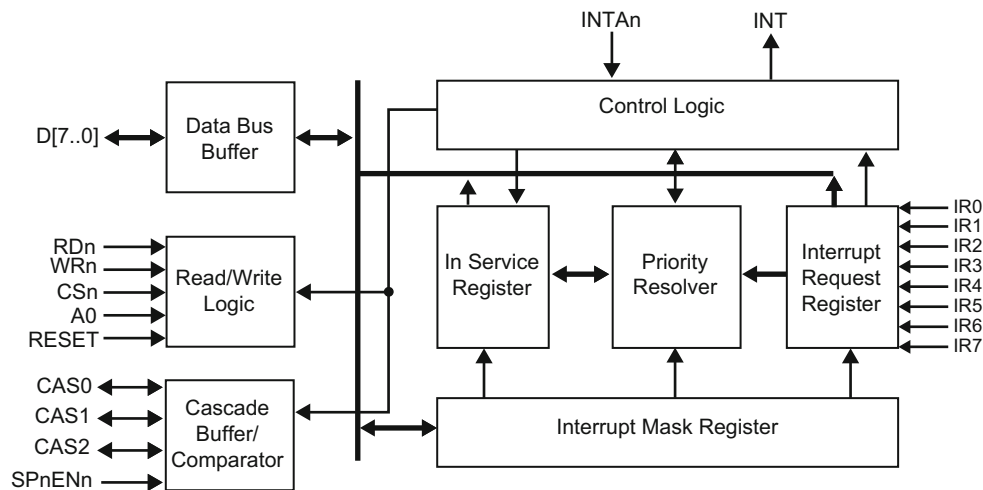 INTAn
INT
Control Logic
D[7..0]
Data Bus
Buffer
RDn
WRn
CSn
A0
RESET
Read/Write
Logic
In Service
Register
Priority
Resolver
Interrupt
Request
Register
IR0
IR1
IR2
IR3
IR4
IR5
IR6
IR7
CAS0
CAS1
CAS2
SPnENn
Cascade
Buffer/
Comparator
Interrupt Mask Register